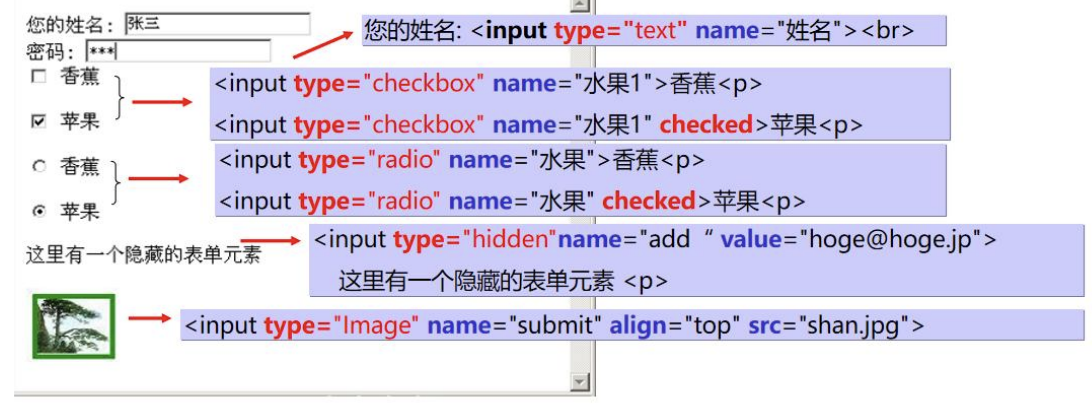 您的姓名：张三
您的姓名: <input type="text" name="姓名"><br>
密码：***
香蕉
<input type="checkbox" name="水果1">香蕉<p>
苹果
<input type="checkbox" name="水果1" checked>苹果<p>
香蕉
<input type="radio" name="水果">香蕉<p>
苹果
<input type="radio" name="水果" checked>苹果<p>
这里有一个隐藏的表单元素
<input type="hidden"name="add “ value="hoge@hoge.jp">
这里有一个隐藏的表单元素 <p>
<input type="Image" name="submit" align="top" src="shan.jpg">